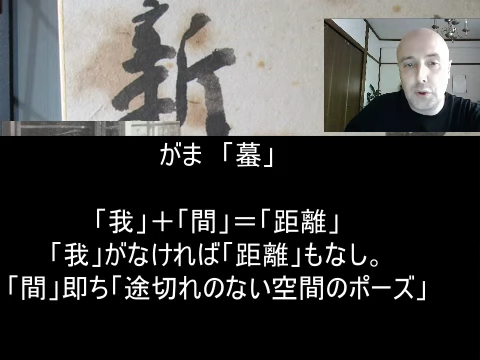 新
がま 「蟇」
「我」＋「間」＝「距離」
「我」がなければ「距離」もなし。
「間」即ち「途切れのない空間のポーズ」